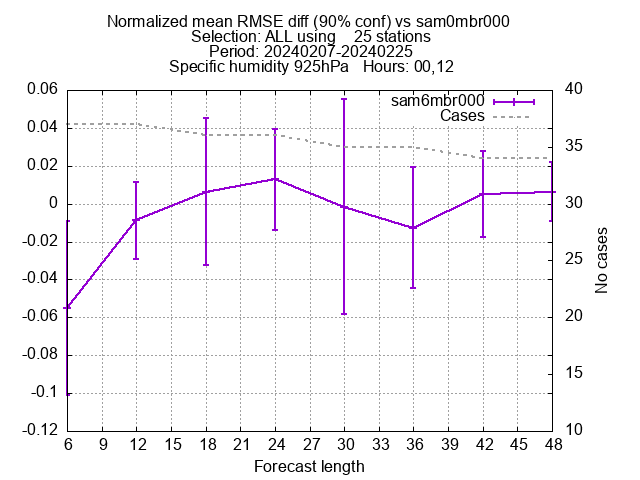 Normalized mean RMSE diff (90% conf) vs sam0mbr000
Selection: ALL using    25 stations
Period: 20240207-20240225
Specific humidity 925hPa   Hours: 00,12
sam6mbr000
Cases
0.06
0.04
0.02
0
-0.02
-0.04
-0.06
-0.08
-0.1
-0.12
40
35
30
25
20
15
10
No cases
6 9 12 15 18 21 24 27 30 33 36 39 42 45 48
Forecast length